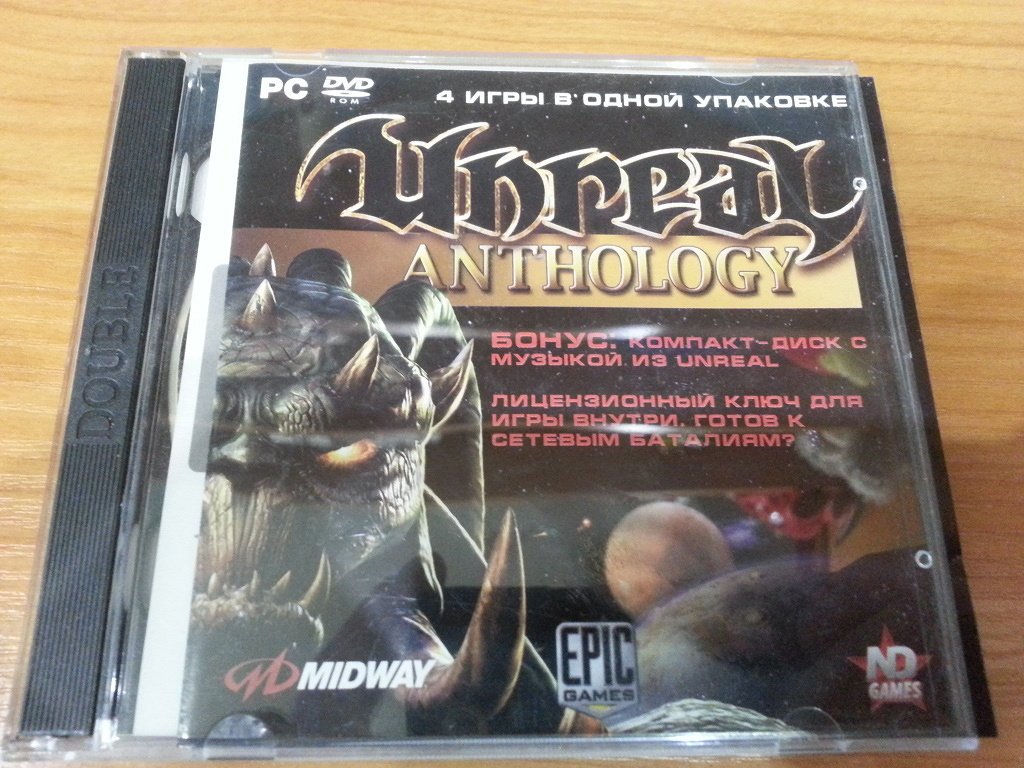 PC DVD ROM
4 ИГРЫ В ОДНОЙ УПАКОВКЕ
Unreal
ANTHOLOGY
DOUBLE
БОНУС: КОМПАКТ-ДИСК С
МУЗЫКОЙ ИЗ UNREAL
ЛИЦЕНЗИОННЫЙ КЛЮЧ ДЛЯ
ИГРЫ ВНУТРИ. ГОТОВ К
СЕТЕВЫМ БАТАЛИЯМ?
MIDWAY
EPIC
GAMES
ND
GAMES